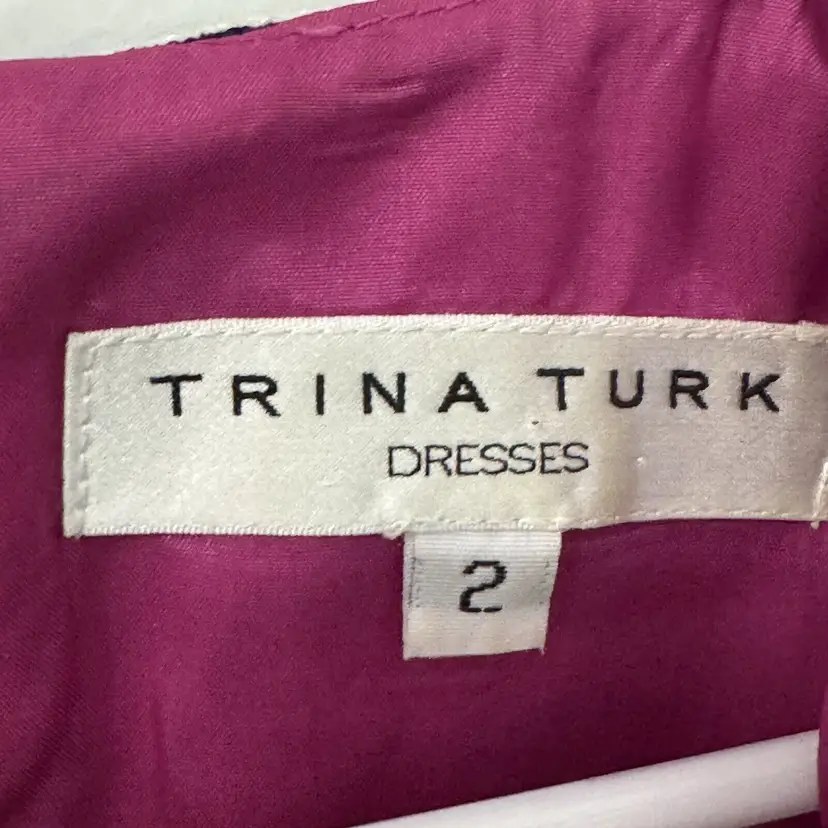 TRINA TURK
DRESSES
2